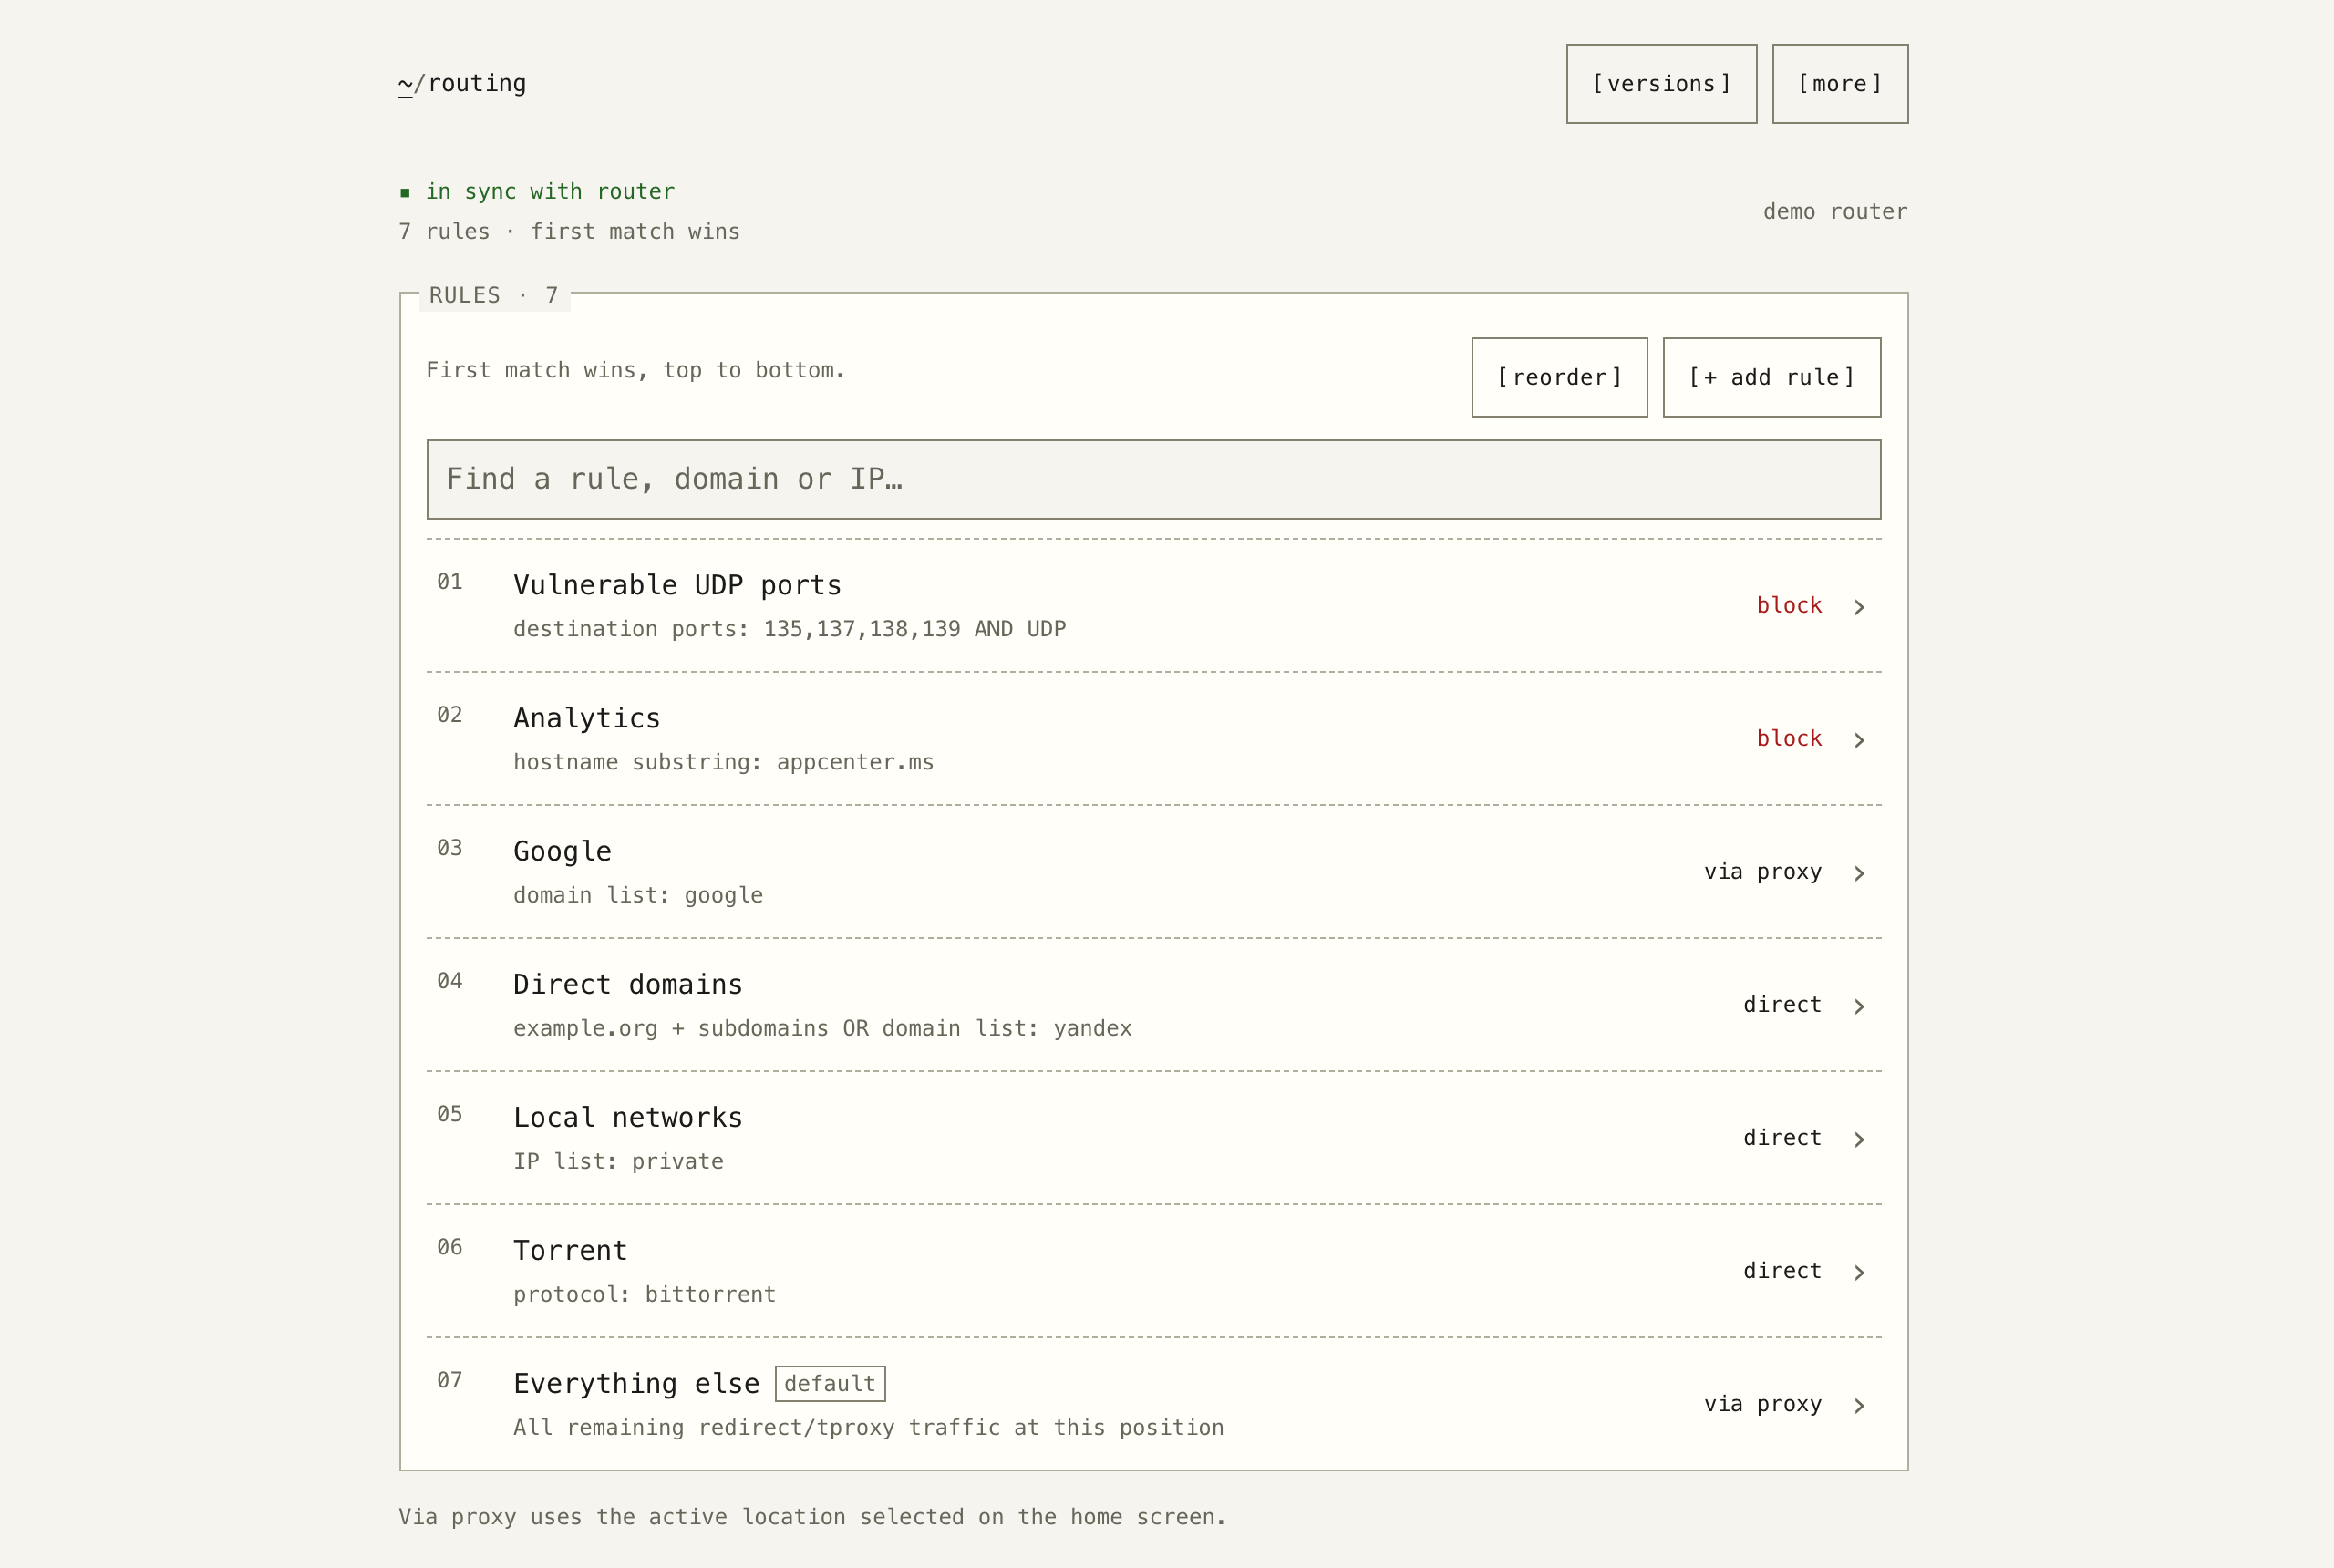 ~/routing
[versions] [more]
▪ in sync with router
7 rules · first match wins
demo router
RULES · 7
First match wins, top to bottom.
[reorder] [+ add rule]
Find a rule, domain or IP…
01 Vulnerable UDP ports
destination ports: 135,137,138,139 AND UDP
block ›
02 Analytics
hostname substring: appcenter.ms
block ›
03 Google
domain list: google
via proxy ›
04 Direct domains
example.org + subdomains OR domain list: yandex
direct ›
05 Local networks
IP list: private
direct ›
06 Torrent
protocol: bittorrent
direct ›
07 Everything else default
All remaining redirect/tproxy traffic at this position
via proxy ›
Via proxy uses the active location selected on the home screen.